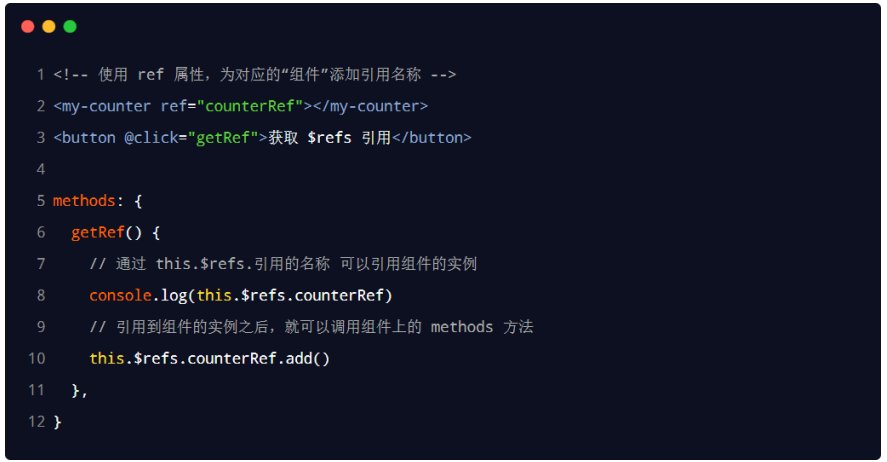 1 <!-- 使用 ref 属性，为对应的“组件”添加引用名称 -->
2 <my-counter ref="counterRef"></my-counter>
3 <button @click="getRef">获取 $refs 引用</button>
4
5 methods: {
6   getRef() {
7     // 通过 this.$refs.引用的名称 可以引用组件的实例
8     console.log(this.$refs.counterRef)
9     // 引用到组件的实例之后，就可以调用组件上的 methods 方法
10     this.$refs.counterRef.add()
11   },
12 }